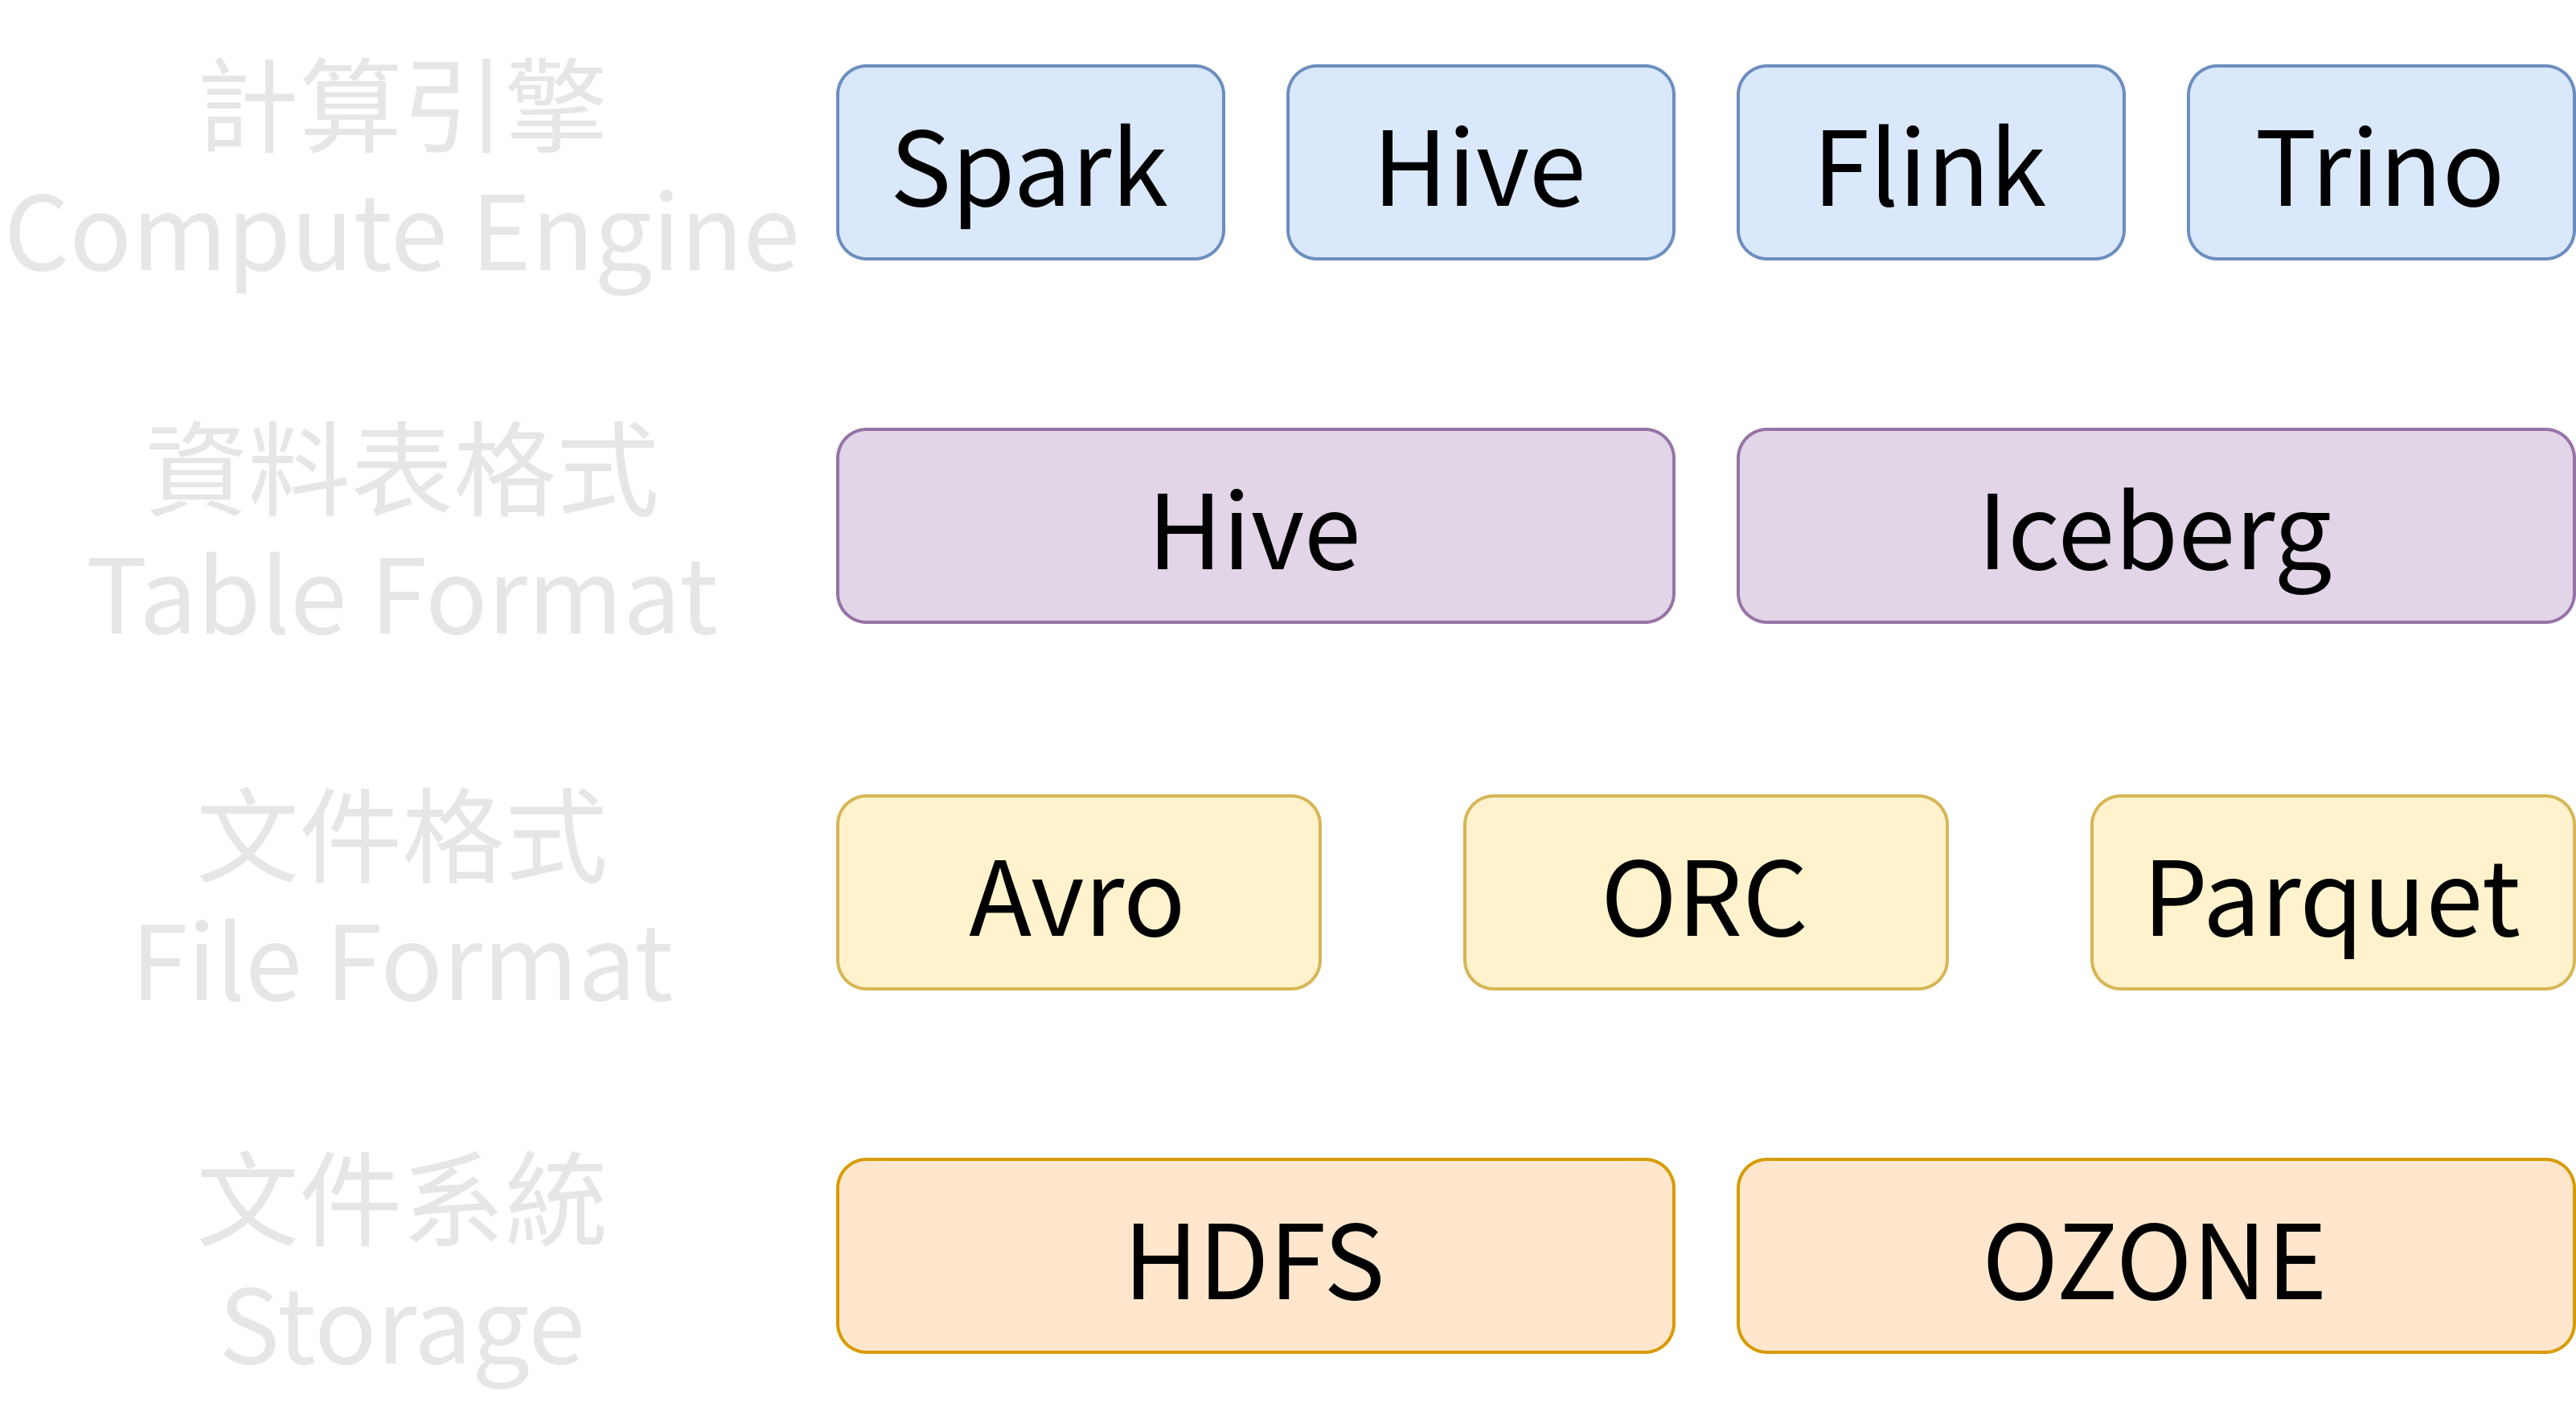 計算引擎
Compute Engine
Spark
Hive
Flink
Trino
資料表格式
Table Format
Hive
Iceberg
文件格式
File Format
Avro
ORC
Parquet
文件系統
Storage
HDFS
OZONE